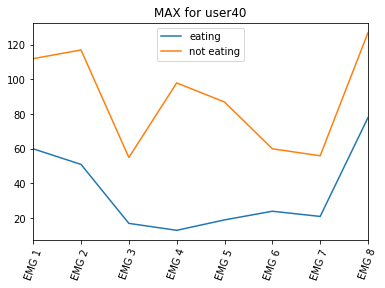 MAX for user40
eating
not eating
120
100
80
60
40
20
EMG 1
EMG 2
EMG 3
EMG 4
EMG 5
EMG 6
EMG 7
EMG 8